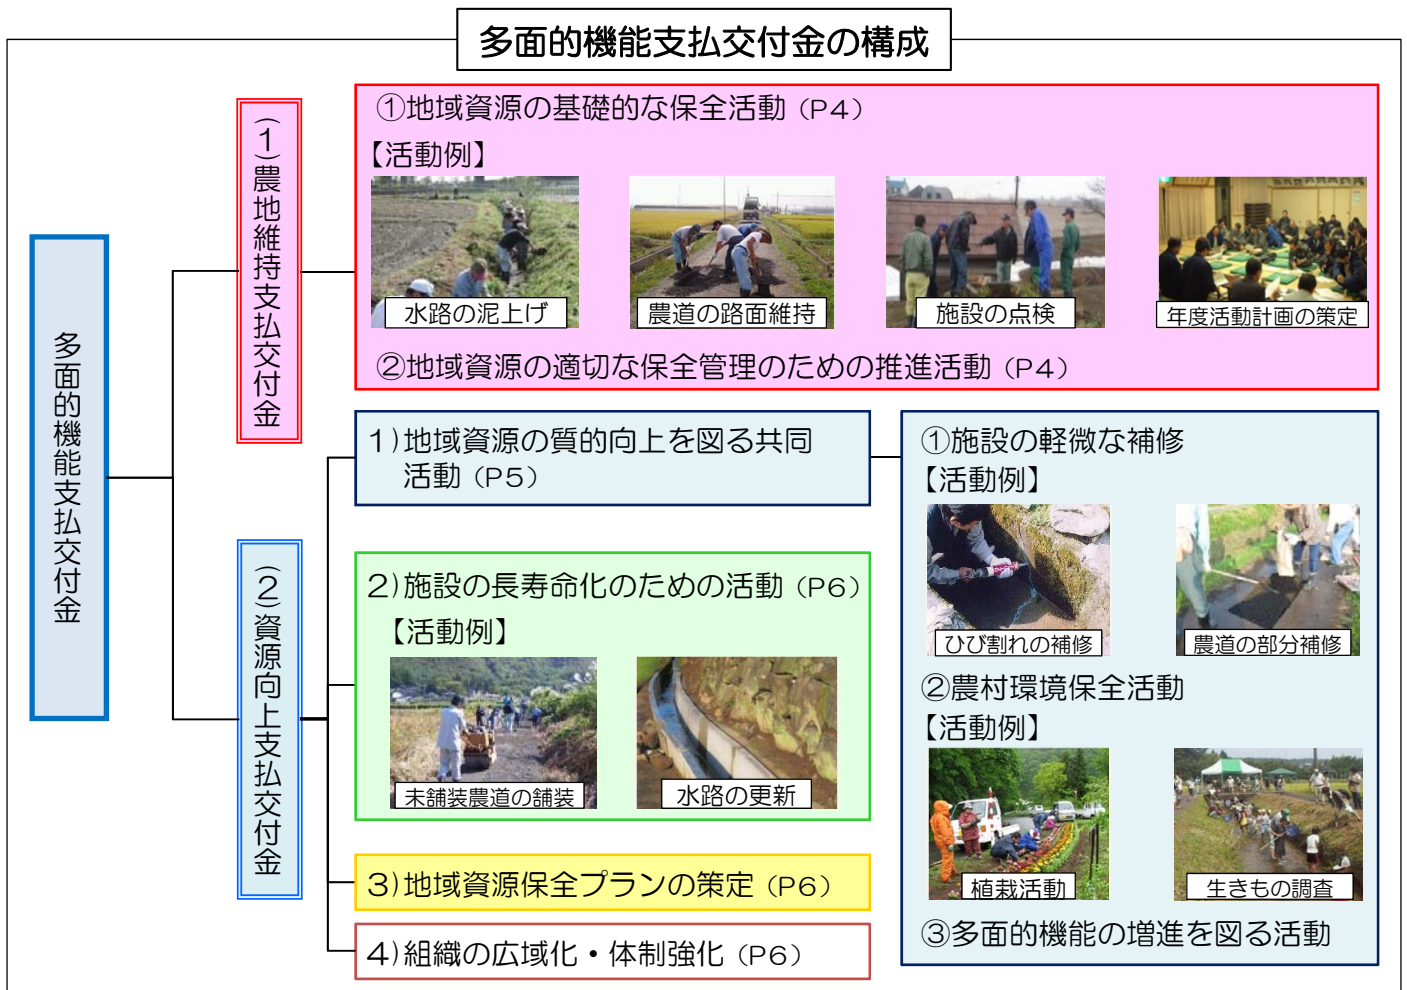 多面的機能支払交付金の構成
多面的機能支払交付金
(1)農地維持支払交付金
①地域資源の基礎的な保全活動（P4）
【活動例】
水路の泥上げ
農道の路面維持
施設の点検
年度活動計画の策定
②地域資源の適切な保全管理のための推進活動（P4）
(2)資源向上支払交付金
1)地域資源の質的向上を図る共同
活動（P5）
①施設の軽微な補修
【活動例】
ひび割れの補修
農道の部分補修
②農村環境保全活動
【活動例】
植栽活動
生きもの調査
③多面的機能の増進を図る活動
2)施設の長寿命化のための活動（P6）
【活動例】
未舗装農道の舗装
水路の更新
3)地域資源保全プランの策定（P6）
4)組織の広域化・体制強化（P6）